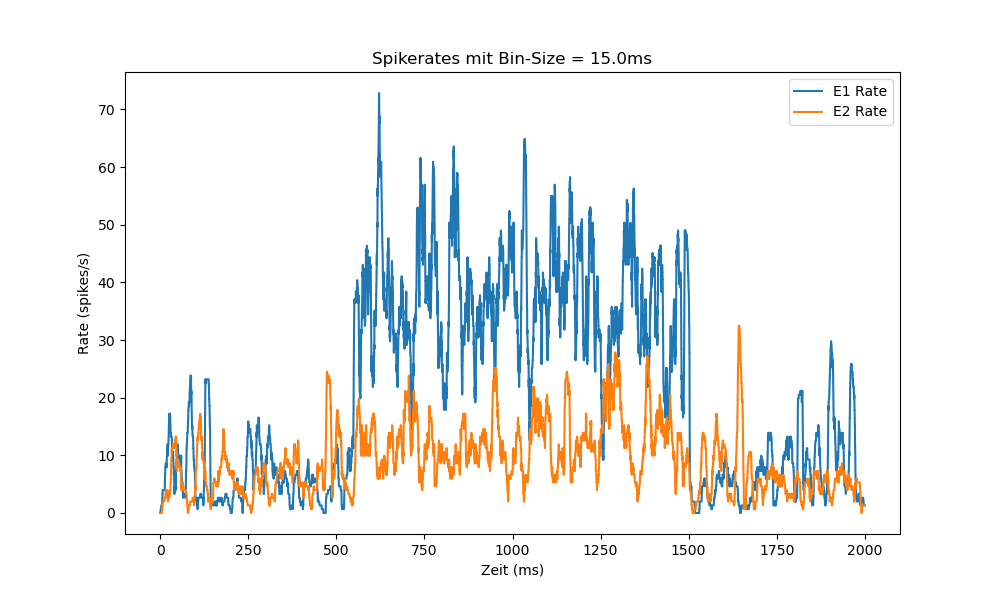 Spikerates mit Bin-Size = 15.0ms
E1 Rate
E2 Rate
Rate (spikes/s)
70
60
50
40
30
20
10
0
0 250 500 750 1000 1250 1500 1750 2000
Zeit (ms)